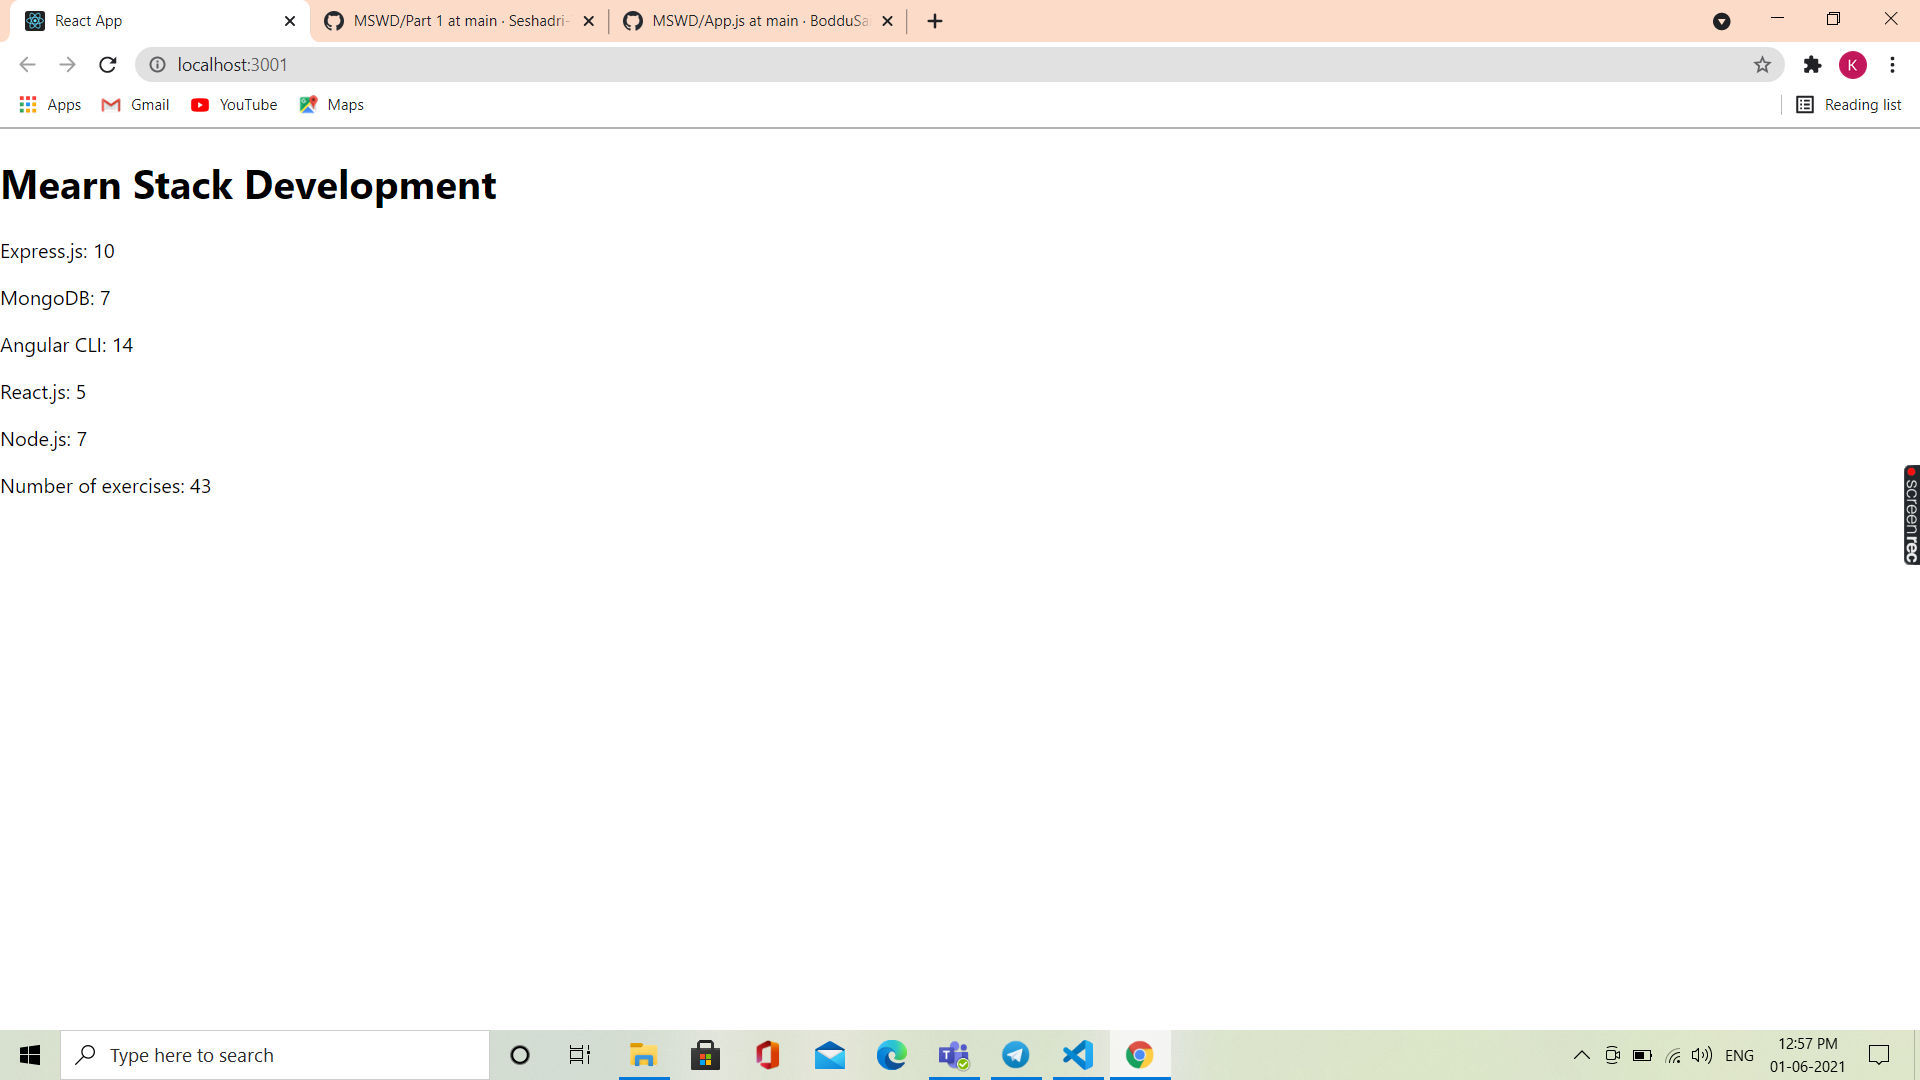 React App
MSWD/Part 1 at main · Seshadri-
MSWD/App.js at main · BodduSai
localhost:3001
K
Apps
Gmail
YouTube
Maps
Reading list
Mearn Stack Development
Express.js: 10
MongoDB: 7
Angular CLI: 14
React.js: 5
Node.js: 7
Number of exercises: 43
screenrec
Type here to search
ENG
12:57 PM
01-06-2021